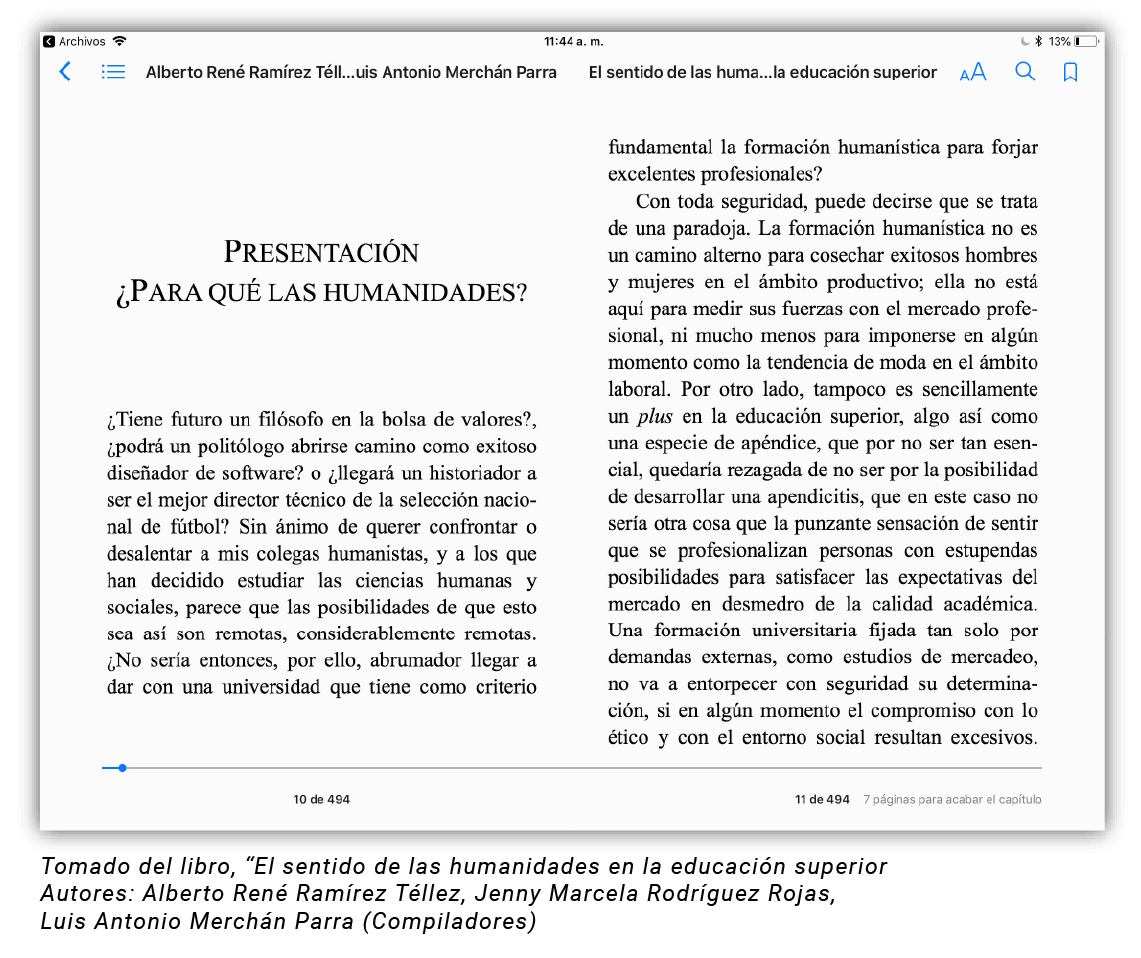 Archivos
11:44 a. m.
13%
Alberto René Ramírez Téll...uis Antonio Merchán Parra
El sentido de las huma...la educación superior
AA
PRESENTACIÓN
¿PARA QUÉ LAS HUMANIDADES?
¿Tiene futuro un filósofo en la bolsa de valores?,
¿podrá un politólogo abrirse camino como exitoso
diseñador de software? o ¿llegará un historiador a
ser el mejor director técnico de la selección nacio-
nal de fútbol? Sin ánimo de querer confrontar o
desalentar a mis colegas humanistas, y a los que
han decidido estudiar las ciencias humanas y
sociales, parece que las posibilidades de que esto
sea así son remotas, considerablemente remotas.
¿No sería entonces, por ello, abrumador llegar a
dar con una universidad que tiene como criterio
fundamental la formación humanística para forjar
excelentes profesionales?
Con toda seguridad, puede decirse que se trata
de una paradoja. La formación humanística no es
un camino alterno para cosechar exitosos hombres
y mujeres en el ámbito productivo; ella no está
aquí para medir sus fuerzas con el mercado profe-
sional, ni mucho menos para imponerse en algún
momento como la tendencia de moda en el ámbito
laboral. Por otro lado, tampoco es sencillamente
un plus en la educación superior, algo así como
una especie de apéndice, que por no ser tan esen-
cial, quedaría rezagada de no ser por la posibilidad
de desarrollar una apendicitis, que en este caso no
sería otra cosa que la punzante sensación de sentir
que se profesionalizan personas con estupendas
posibilidades para satisfacer las expectativas del
mercado en desmedro de la calidad académica.
Una formación universitaria fijada tan solo por
demandas externas, como estudios de mercadeo,
no va a entorpecer con seguridad su determina-
ción, si en algún momento el compromiso con lo
ético y con el entorno social resultan excesivos.
10 de 494
11 de 494
7 páginas para acabar el capítulo
Tomado del libro, “El sentido de las humanidades en la educación superior
Autores: Alberto René Ramírez Téllez, Jenny Marcela Rodríguez Rojas,
Luis Antonio Merchán Parra (Compiladores)